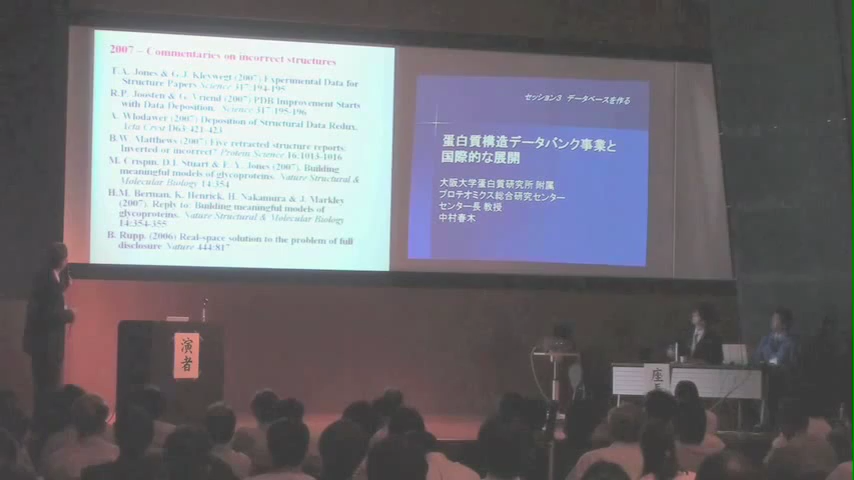 2007 – Commentaries on incorrect structures
T.A. Jones & G.J. Kleywegt (2007) Experimental Data for
Structure Papers Science 317:194-195
R.P. Joosten & G. Vriend (2007) PDB Improvement Starts
with Data Deposition. Science 317:195-196
A. Wlodawer (2007) Deposition of Structural Data Redux.
Acta Cryst D63:421-423
B.W. Matthews (2007) Five retracted structure reports:
Inverted or incorrect? Protein Science 16:1013-1016
M. Crispin, D.I. Stuart & E.Y. Jones (2007). Building
meaningful models of glycoproteins. Nature Structural &
Molecular Biology 14:354
H.M. Berman, K. Henrick, H. Nakamura & J. Markley
(2007). Reply to: Building meaningful models of
glycoproteins. Nature Structural & Molecular Biology
14:354-355
B. Rupp. (2006) Real-space solution to the problem of full
disclosure Nature 444:817
セッション3 データベースを作る
蛋白質構造データバンク事業と
国際的な展開
大阪大学蛋白質研究所 附属
プロテオミクス総合研究センター
センター長 教授
中村春木
演者
座